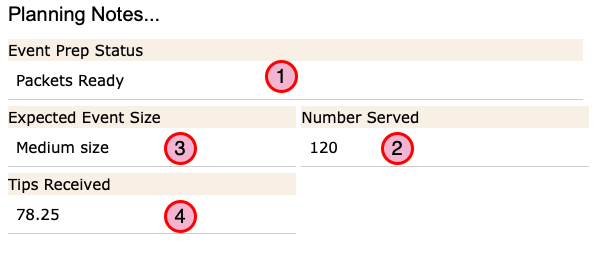 Planning Notes...
Event Prep Status
Packets Ready 1
Expected Event Size Number Served
Medium size 3 120 2
Tips Received
78.25 4